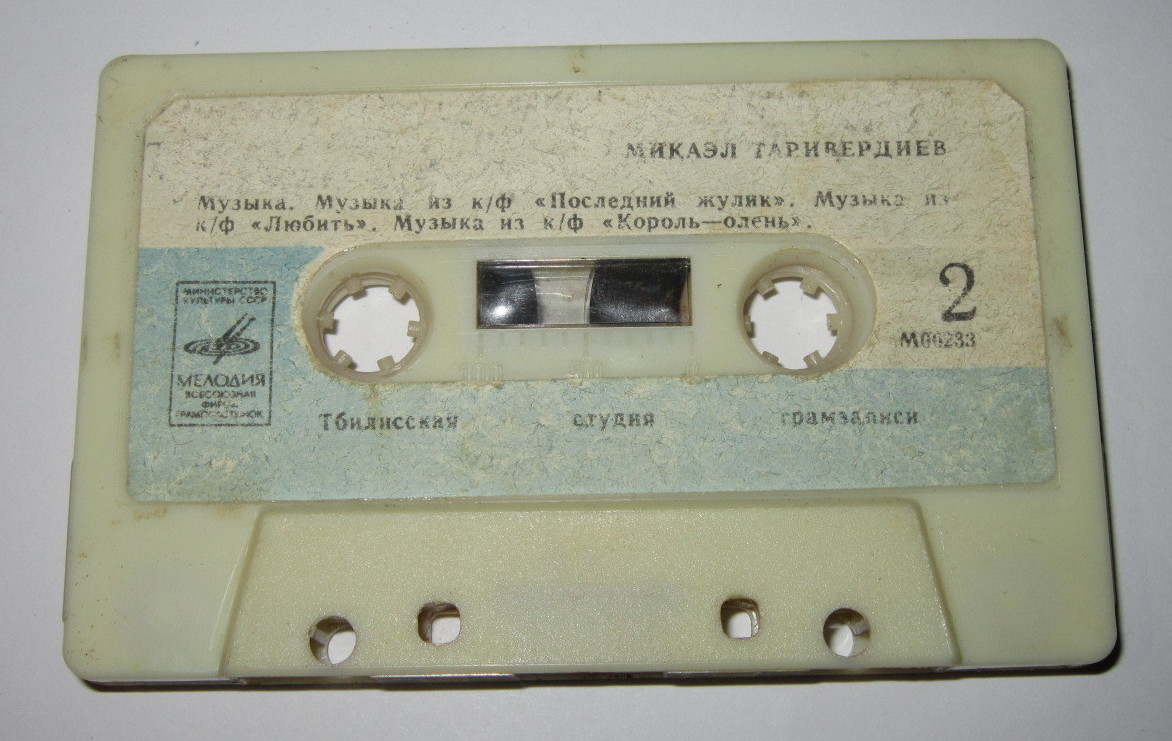 МИКАЭЛ ТАРИВЕРДИЕВ
Музыка. Музыка из к/ф «Последний жулик». Музыка из
к/ф «Любить». Музыка из к/ф «Король—олень».
2
М00233
МИНИСТЕРСТВО
КУЛЬТУРЫ СССР
МЕЛОДИЯ
ВСЕСОЮЗНАЯ
ФИРМА
ГРАМПЛАСТИНОК
Тбилисская студия грамзаписи